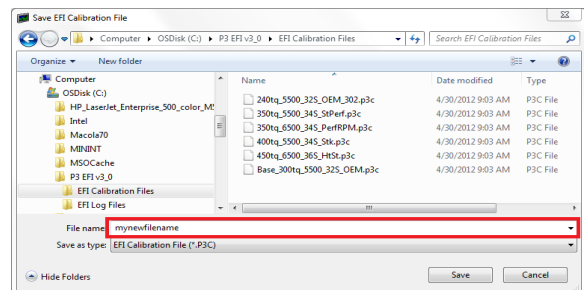 Save EFI Calibration File
Computer ▸ OSDisk (C:) ▸ P3 EFI v3_0 ▸ EFI Calibration Files
Search EFI Calibration Files
Organize ▾ New folder
Computer
OSDisk (C:)
HP_LaserJet_Enterprise_500_color_M
Intel
Macola70
MININT
MSOCache
P3 EFI v3_0
EFI Calibration Files
EFI Log Files
Name Date modified Type
240tq_5500_32S_OEM_302.p3c 4/30/2012 9:03 AM P3C File
350tq_5500_34S_StPerf.p3c 4/30/2012 9:03 AM P3C File
350tq_6500_34S_PerfRPM.p3c 4/30/2012 9:03 AM P3C File
400tq_5500_34S_Stk.p3c 4/30/2012 9:03 AM P3C File
450tq_6500_36S_HtSt.p3c 4/30/2012 9:03 AM P3C File
Base_300tq_5500_32S_OEM.p3c 4/30/2012 9:03 AM P3C File
File name: mynewfilename
Save as type: EFI Calibration File (*.P3C)
Hide Folders
Save Cancel